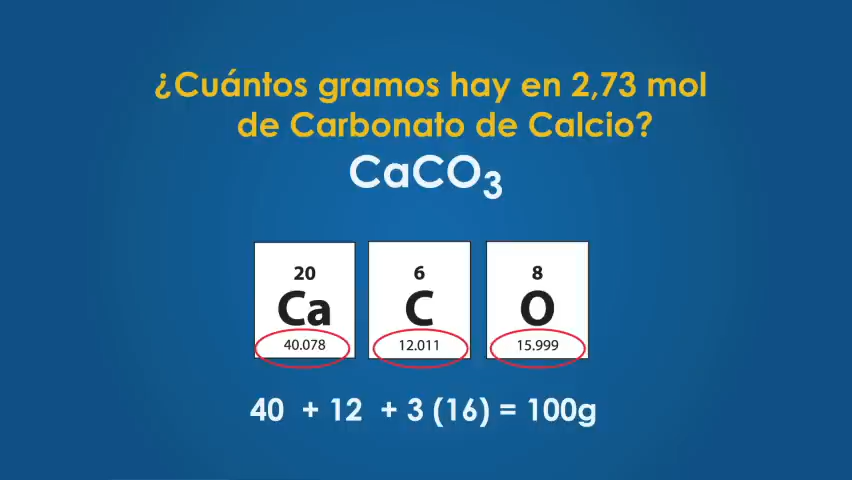 ¿Cuántos gramos hay en 2,73 mol
de Carbonato de Calcio?
CaCO₃
20 6 8
Ca C O
40.078 12.011 15.999
40 + 12 + 3 (16) = 100g